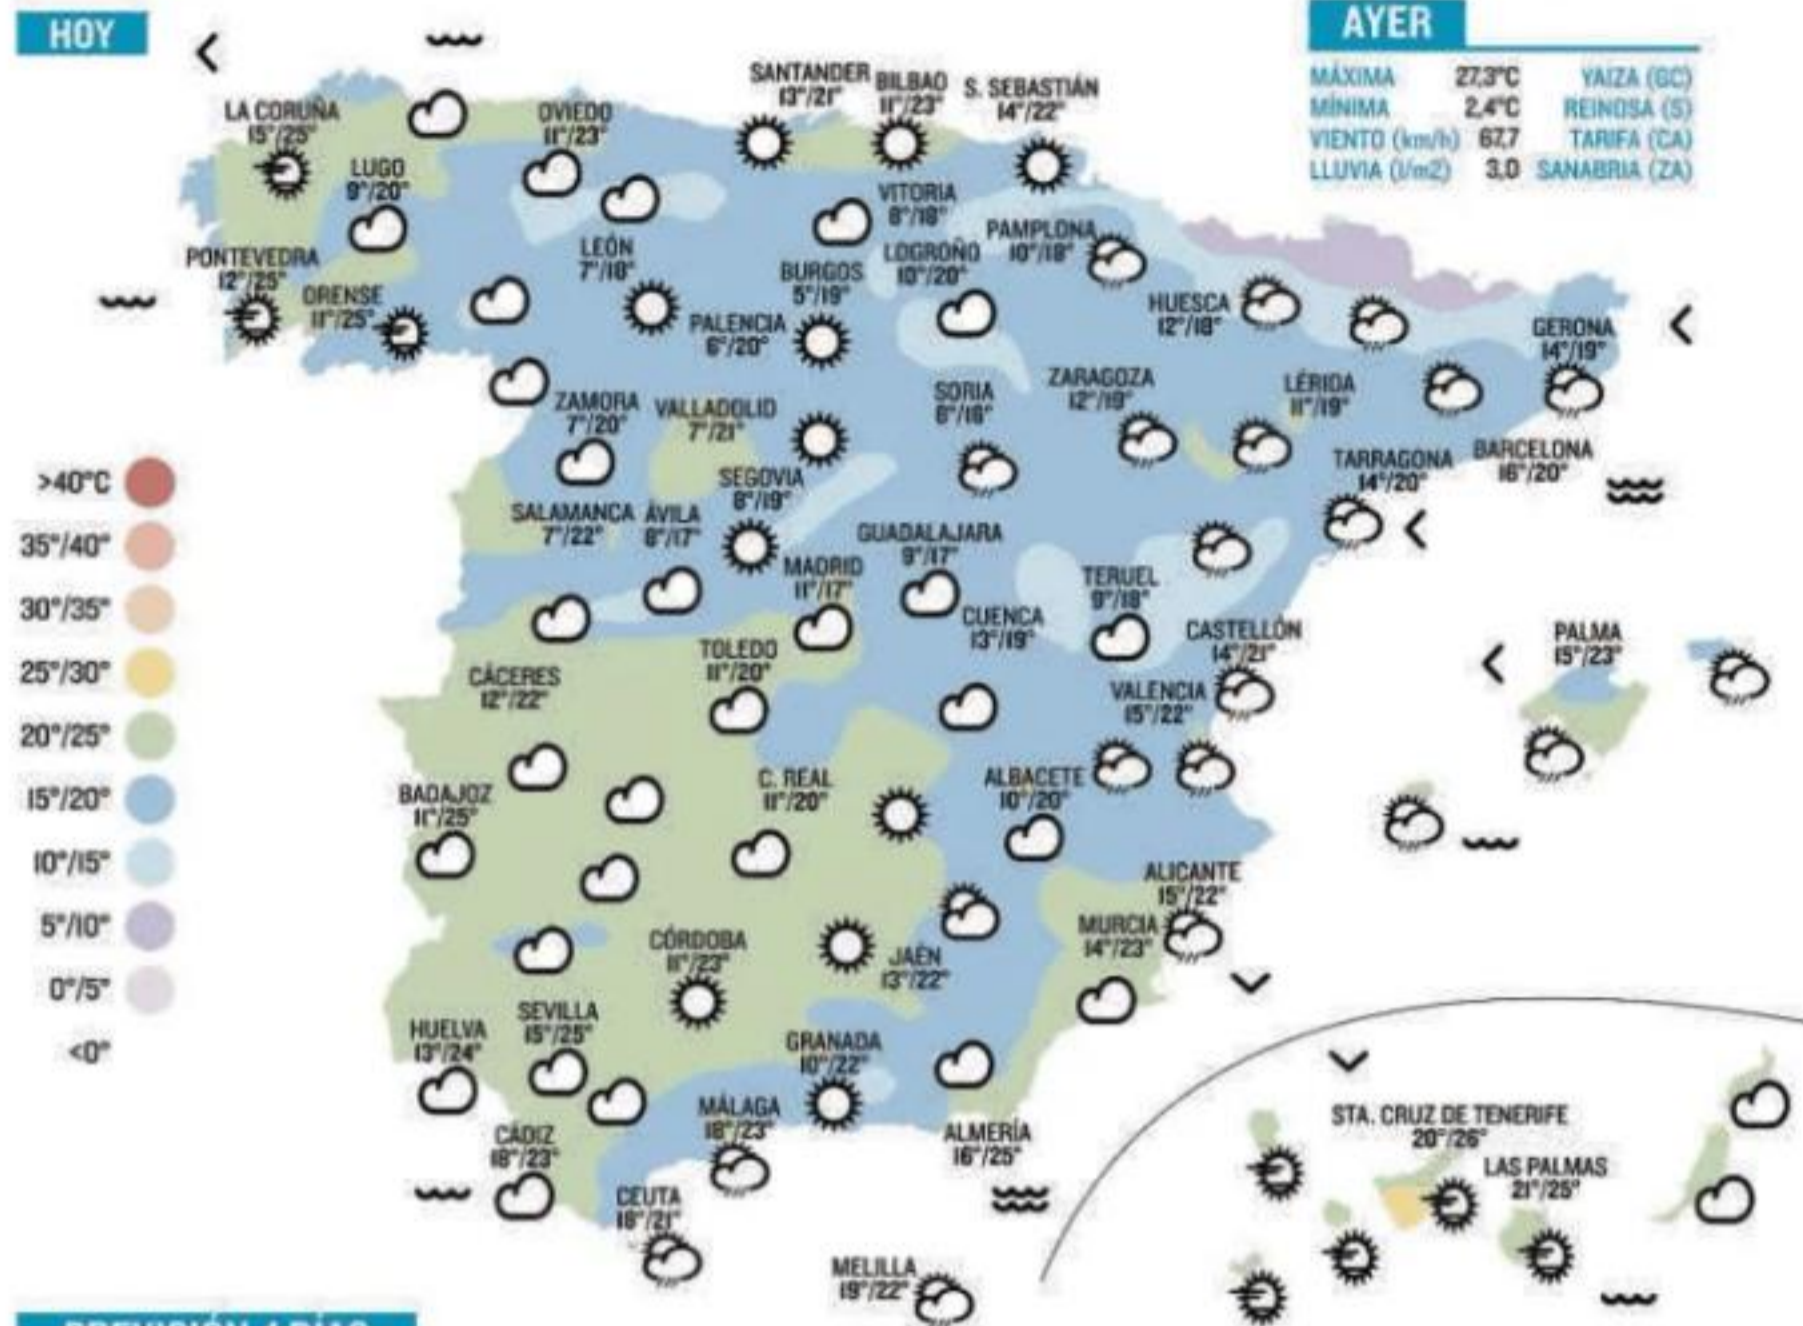 HOY
AYER
MÁXIMA 27,3°C YAIZA (GC)
MÍNIMA 2,4°C REINOSA (S)
VIENTO (km/h) 67,7 TARIFA (CA)
LLUVIA (l/m2) 3,0 SANABRIA (ZA)
SANTANDER
13°/21°
BILBAO
11°/23°
S. SEBASTIÁN
14°/22°
LA CORUÑA
15°/25°
OVIEDO
11°/23°
LUGO
9°/20°
VITORIA
8°/18°
PAMPLONA
10°/18°
LEÓN
7°/18°
LOGROÑO
10°/20°
PONTEVEDRA
12°/25°
BURGOS
5°/19°
ORENSE
11°/25°
HUESCA
12°/18°
PALENCIA
6°/20°
GERONA
14°/19°
ZARAGOZA
12°/19°
LÉRIDA
11°/19°
SORIA
ZAMORA
7°/20°
VALLADOLID
7°/21°
TARRAGONA
14°/20°
BARCELONA
16°/20°
SEGOVIA
8°/19°
SALAMANCA
7°/22°
ÁVILA
8°/17°
GUADALAJARA
9°/17°
MADRID
11°/17°
TERUEL
9°/18°
CUENCA
13°/19°
CASTELLÓN
14°/21°
PALMA
15°/23°
TOLEDO
11°/20°
CÁCERES
12°/22°
VALENCIA
15°/22°
C. REAL
11°/20°
ALBACETE
10°/20°
BADAJOZ
11°/25°
ALICANTE
15°/22°
MURCIA
14°/23°
CÓRDOBA
11°/23°
JAÉN
13°/22°
SEVILLA
15°/25°
HUELVA
13°/24°
GRANADA
10°/22°
MÁLAGA
18°/23°
CÁDIZ
18°/23°
ALMERÍA
16°/25°
CEUTA
18°/21°
MELILLA
19°/22°
STA. CRUZ DE TENERIFE
20°/26°
LAS PALMAS
21°/25°
>40°C
35°/40°
30°/35°
25°/30°
20°/25°
15°/20°
10°/15°
5°/10°
0°/5°
<0°
PREVISIÓN 4 DÍAS